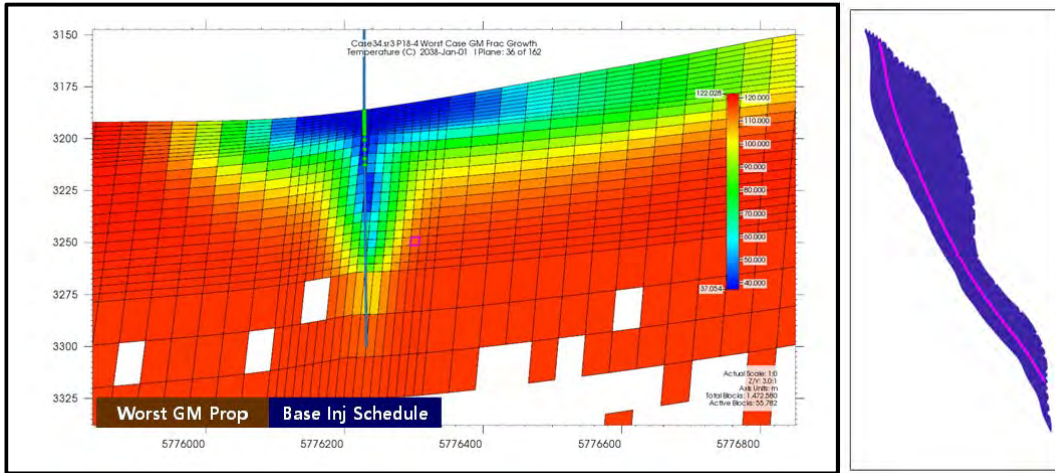 Case34.sr3 P18-4 Worst Case GM Frac Growth
Temperature (C) 2038-Jan-01 I Plane: 36 of 162
3150
3175
3200
3225
3250
3275
3300
3325
122.028
120.000
110.000
100.000
90.000
80.000
70.000
60.000
50.000
40.000
37.054
Actual Scale: 1:0
Z/Y: 3.0:1
Axis Units: m
Total Blocks: 1,472,580
Active Blocks: 55,782
Worst GM Prop
Base Inj Schedule
5776000
5776200
5776400
5776600
5776800